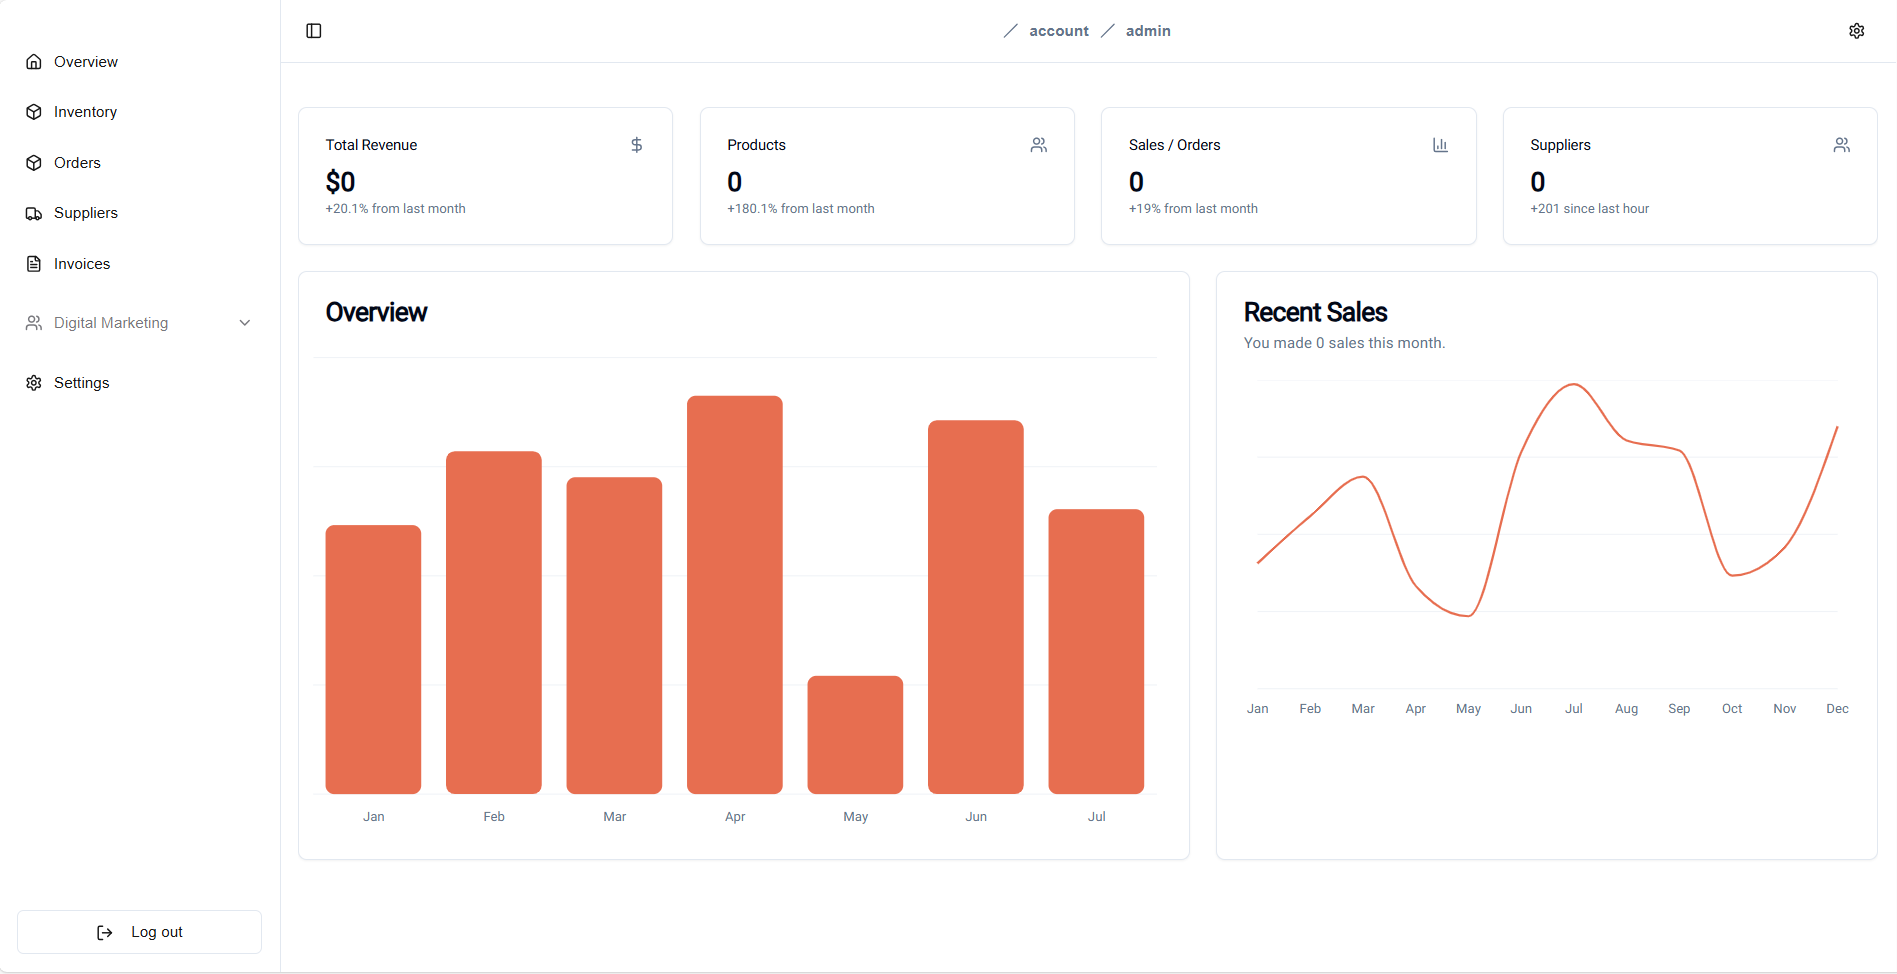 Overview
Inventory
Orders
Suppliers
Invoices
Digital Marketing
Settings
Log out
account
admin
Total Revenue
$0
+20.1% from last month
Products
0
+180.1% from last month
Sales / Orders
0
+19% from last month
Suppliers
0
+201 since last hour
Overview
Jan Feb Mar Apr May Jun Jul
Recent Sales
You made 0 sales this month.
Jan Feb Mar Apr May Jun Jul Aug Sep Oct Nov Dec